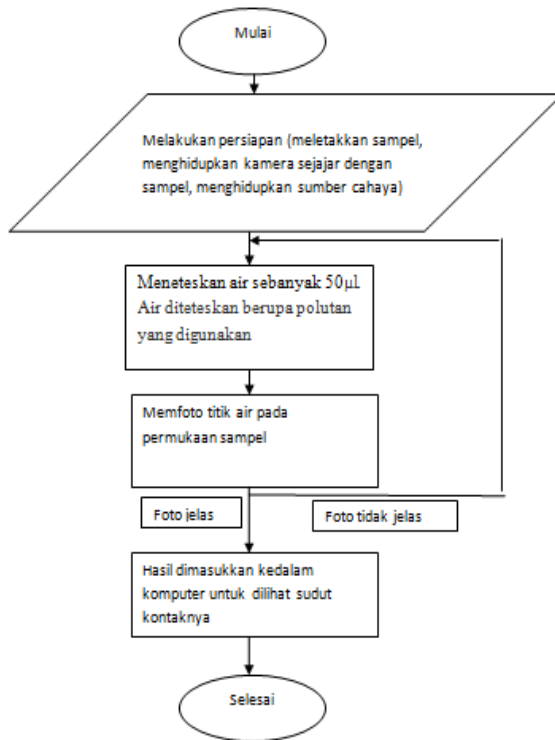 Mulai
Melakukan persiapan (meletakkan sampel,
menghidupkan kamera sejajar dengan
sampel, menghidupkan sumber cahaya)
Meneteskan air sebanyak 50µl
Air diteteskan berupa polutan
yang digunakan
Memfoto titik air pada
permukaan sampel
Foto jelas
Foto tidak jelas
Hasil dimasukkan kedalam
komputer untuk dilihat sudut
kontaknya
Selesai